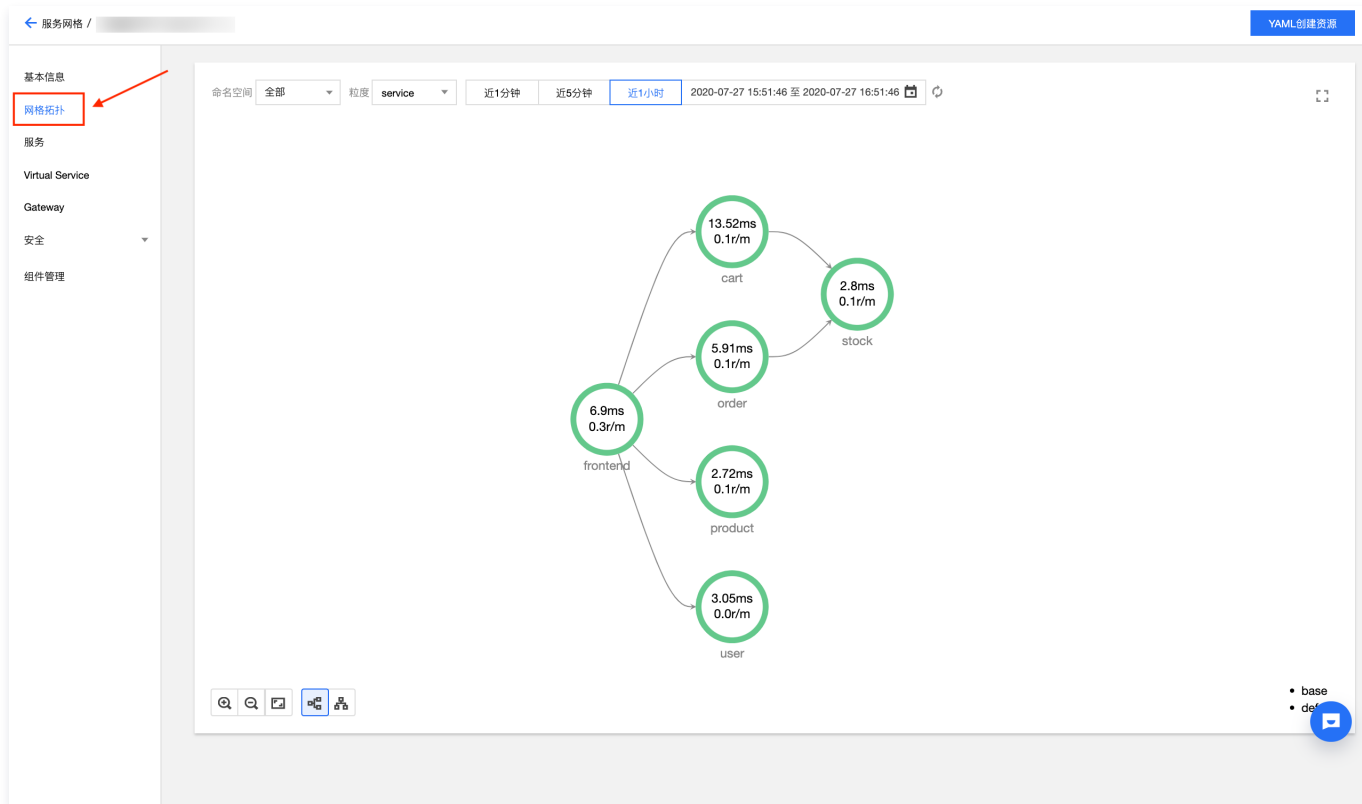 服务网格 /
YAML创建资源
基本信息
网格拓扑
服务
Virtual Service
Gateway
安全
组件管理
命名空间 全部 粒度 service 近1分钟 近5分钟 近1小时 2020-07-27 15:51:46 至 2020-07-27 16:51:46
13.52ms
0.1r/m
cart
2.8ms
0.1r/m
stock
5.91ms
0.1r/m
order
6.9ms
0.3r/m
frontend
2.72ms
0.1r/m
product
3.05ms
0.0r/m
user
base